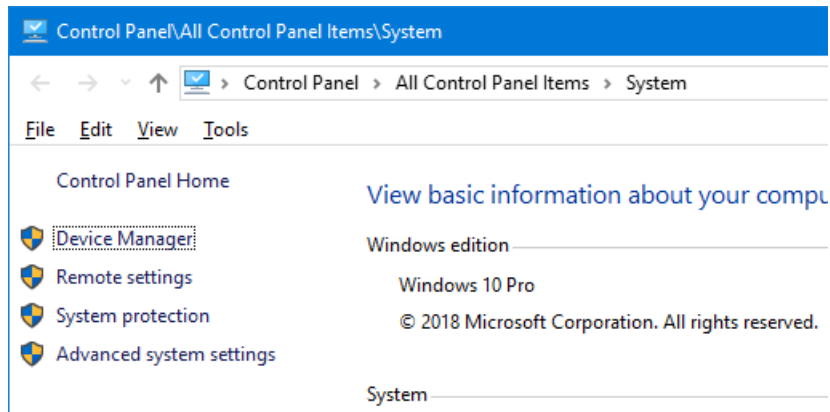 Control Panel\All Control Panel Items\System
Control Panel > All Control Panel Items > System
File Edit View Tools
Control Panel Home
Device Manager
Remote settings
System protection
Advanced system settings
View basic information about your compu
Windows edition
Windows 10 Pro
© 2018 Microsoft Corporation. All rights reserved.
System